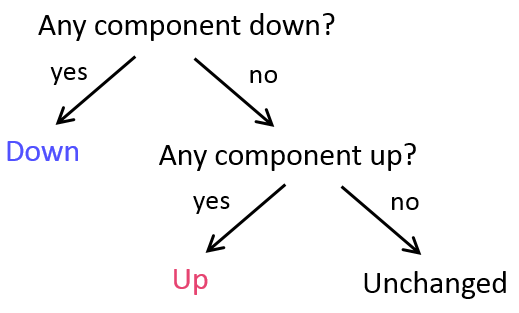 Any component down?
yes
no
Down
Any component up?
yes
no
Up
Unchanged